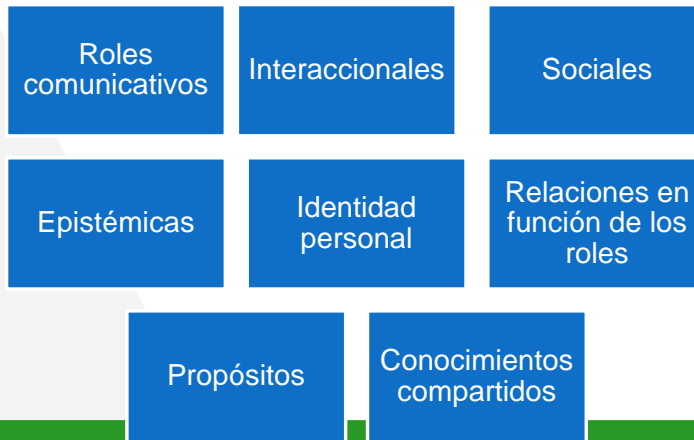 Roles
comunicativos
Interaccionales
Sociales
Epistémicas
Identidad
personal
Relaciones en
función de los
roles
Propósitos
Conocimientos
compartidos